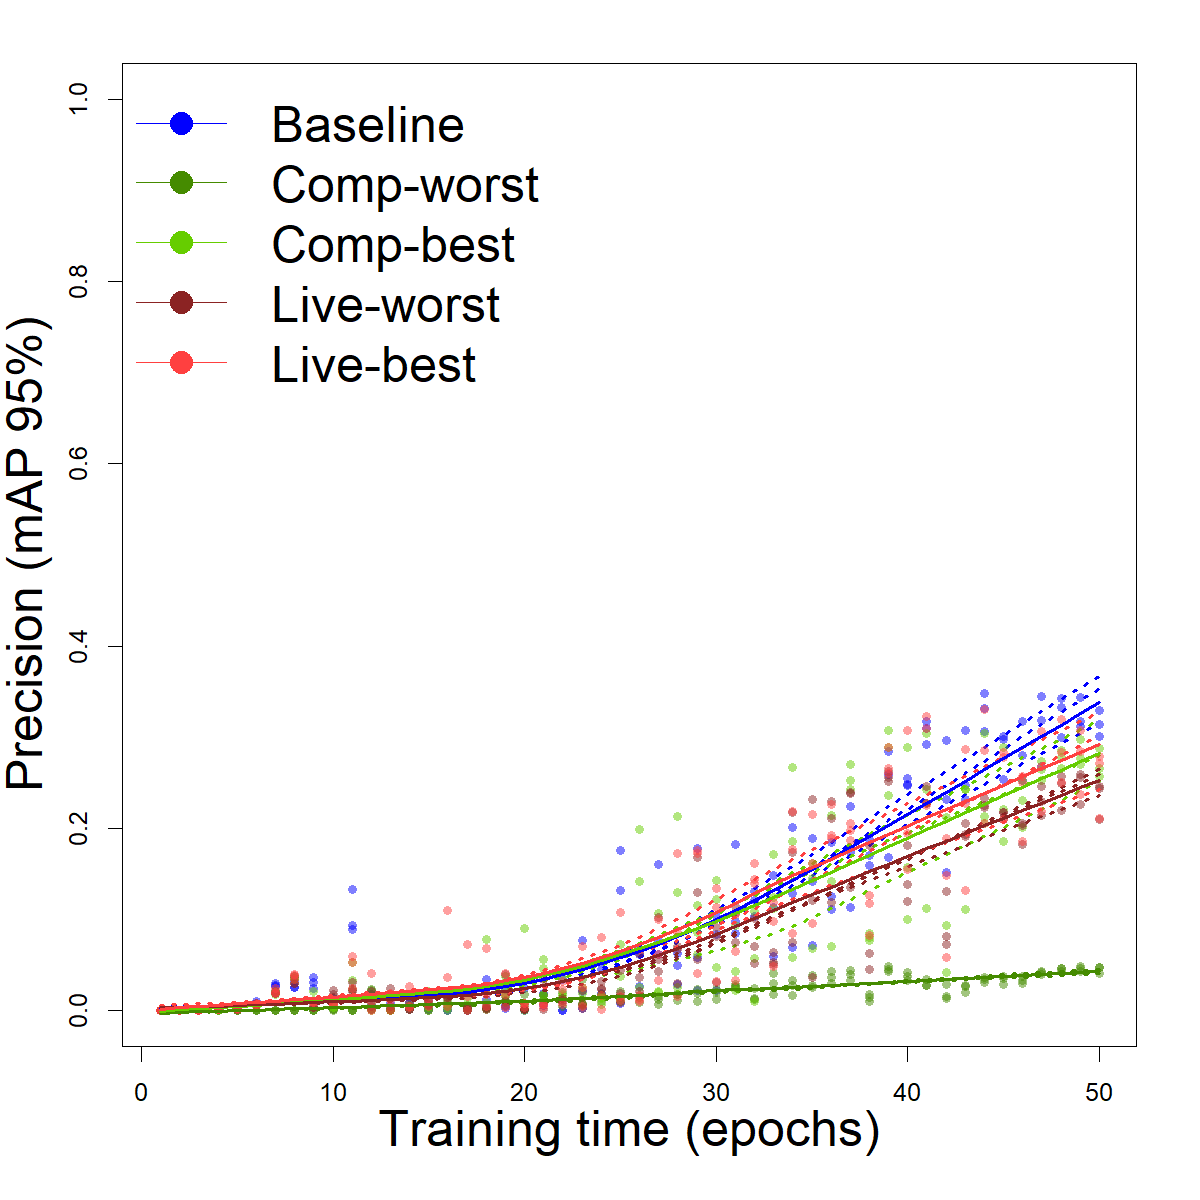 Baseline
Comp-worst
Comp-best
Live-worst
Live-best
Precision (mAP 95%)
1.0
0.8
0.6
0.4
0.2
0.0
0 10 20 30 40 50
Training time (epochs)